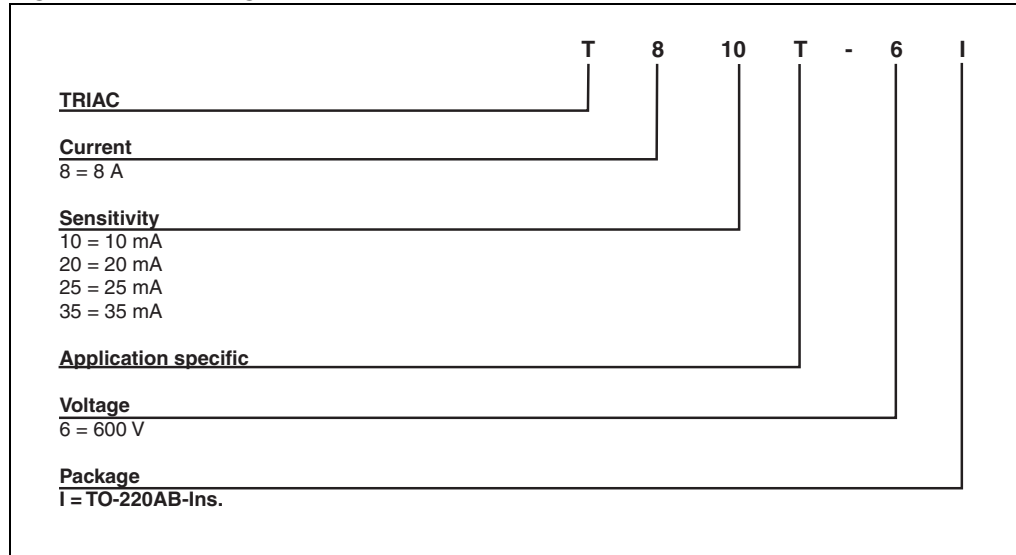 T 8 10 T - 6 I
TRIAC
Current
8 = 8 A
Sensitivity
10 = 10 mA
20 = 20 mA
25 = 25 mA
35 = 35 mA
Application specific
Voltage
6 = 600 V
Package
I = TO-220AB-Ins.